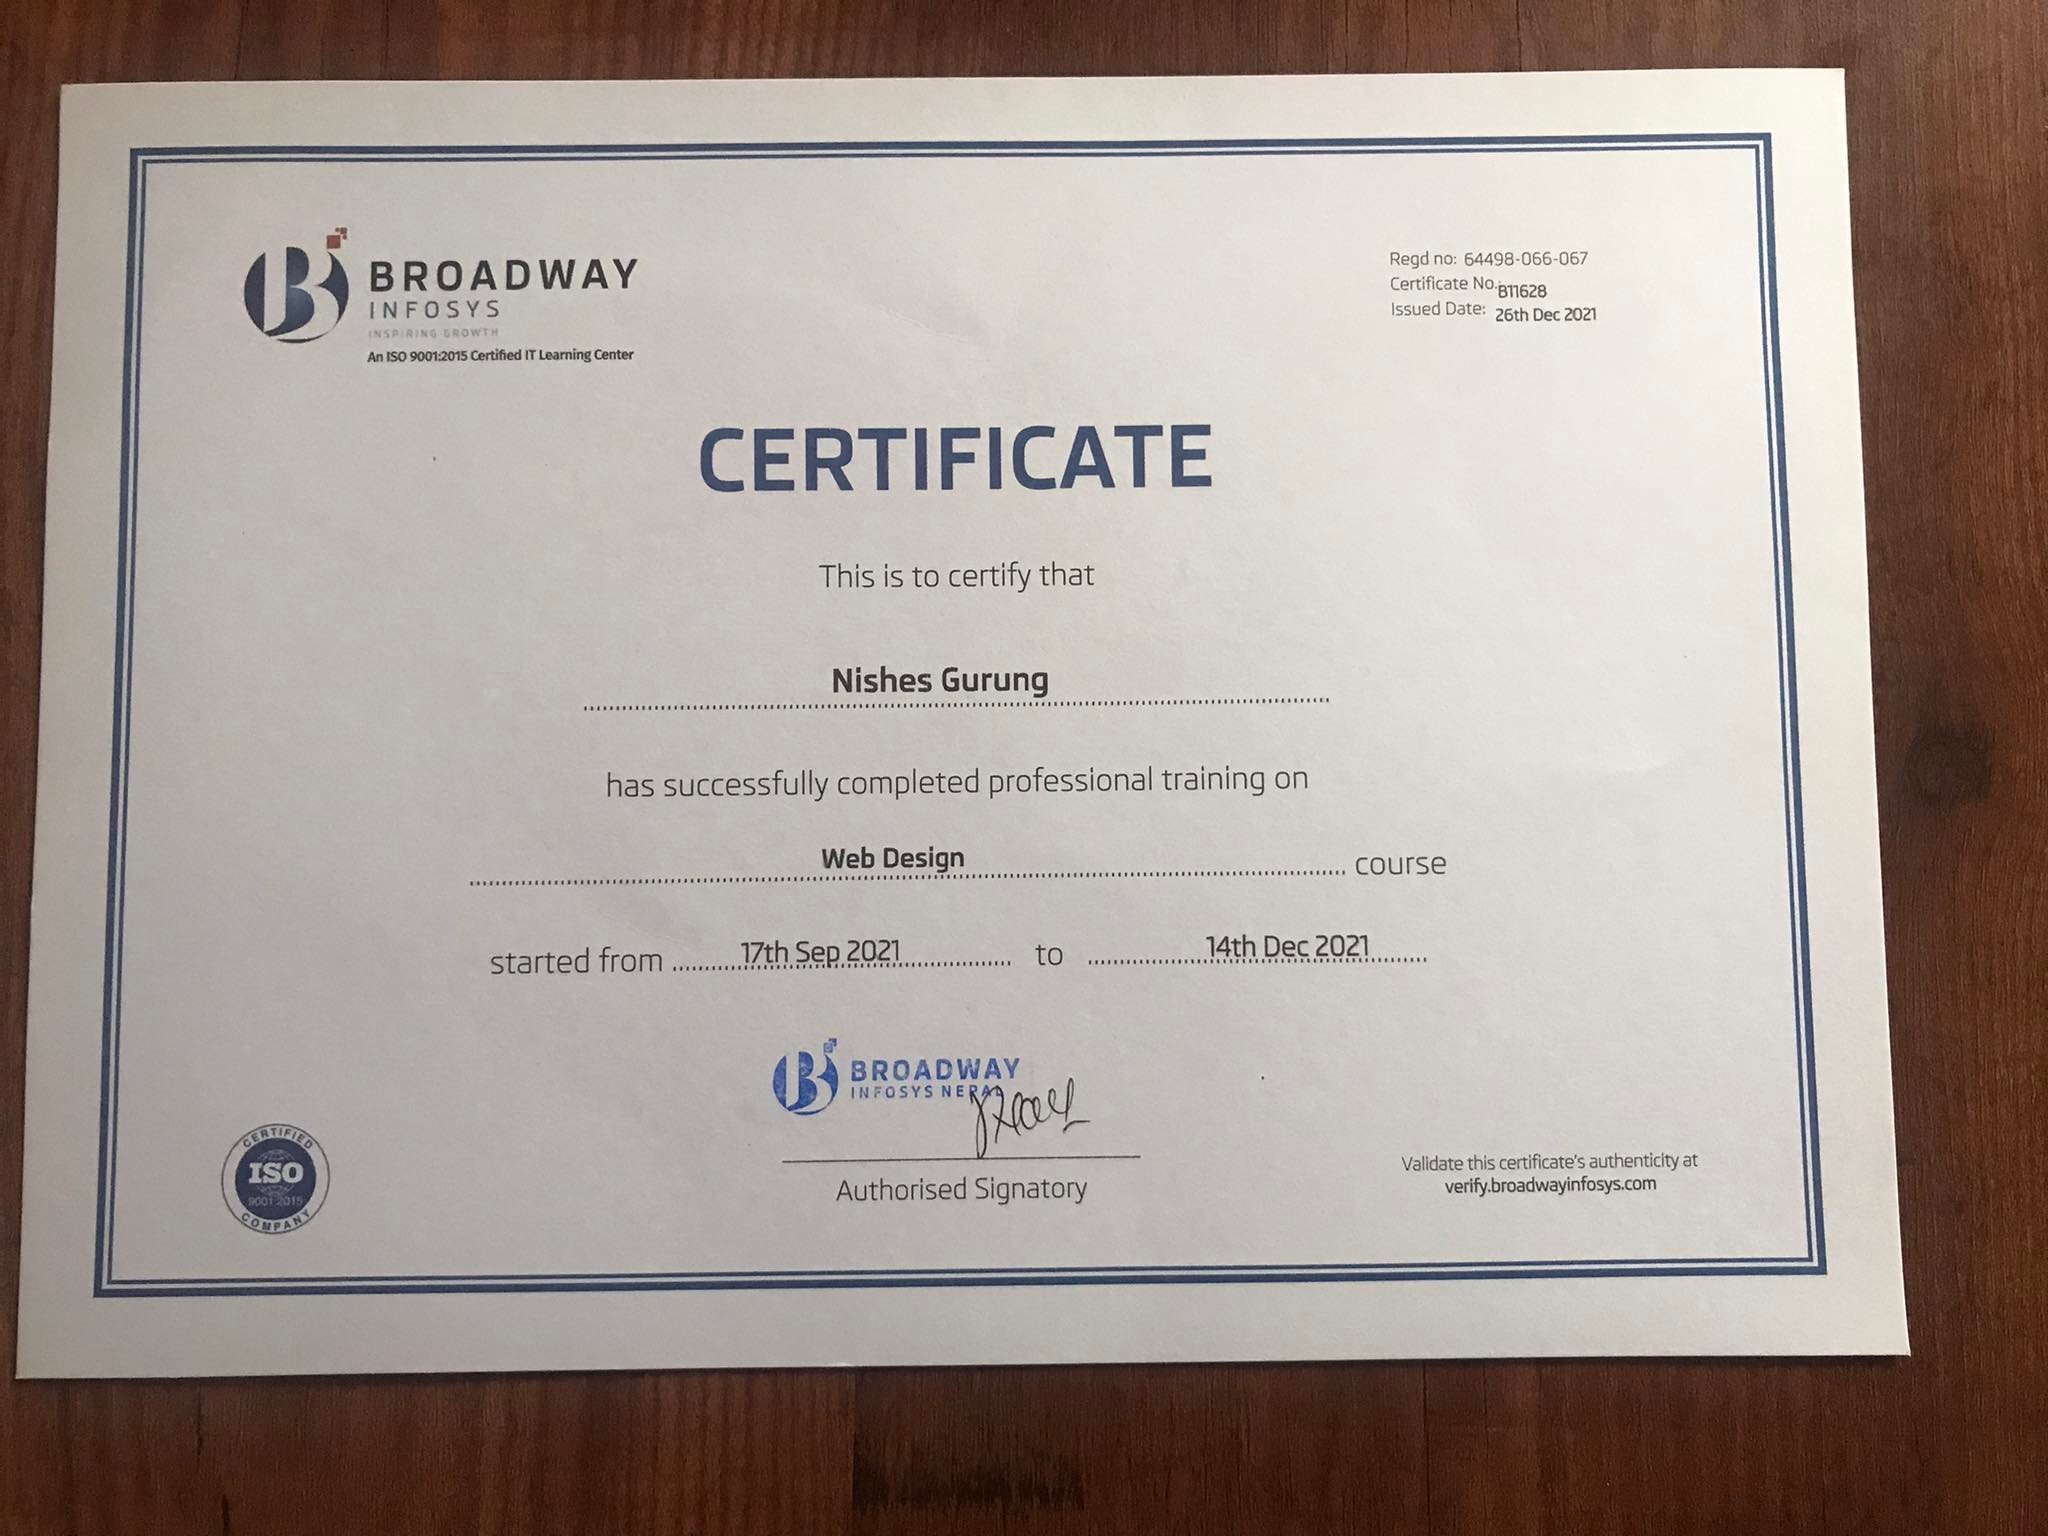 BROADWAY
INFOSYS
INSPIRING GROWTH
An ISO 9001:2015 Certified IT Learning Center
Regd no: 64498-066-067
Certificate No.: B11628
Issued Date: 26th Dec 2021
CERTIFICATE
This is to certify that
Nishes Gurung
has successfully completed professional training on
Web Design course
started from 17th Sep 2021 to 14th Dec 2021
BROADWAY
INFOSYS NEPAL
Authorised Signatory
CERTIFIED
ISO
9001:2015
COMPANY
Validate this certificate's authenticity at
verify.broadwayinfosys.com